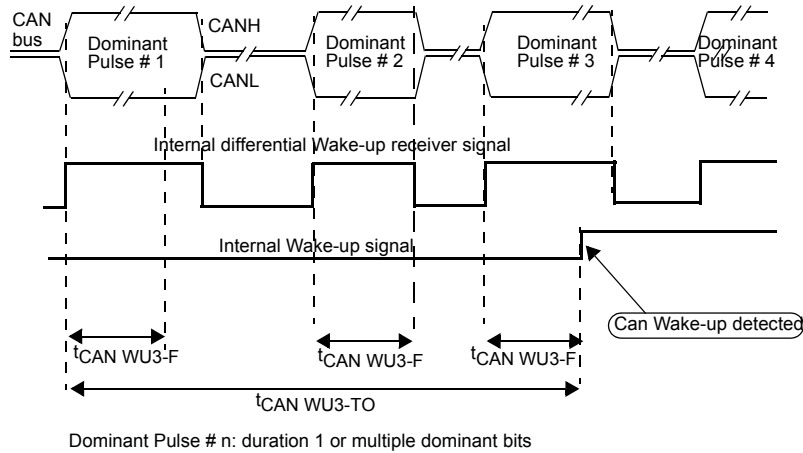 CAN
bus
CANH
CANL
Dominant
Pulse # 1
Dominant
Pulse # 2
Dominant
Pulse # 3
Dominant
Pulse # 4
Internal differential Wake-up receiver signal
Internal Wake-up signal
Can Wake-up detected
tCAN WU3-F
tCAN WU3-F
tCAN WU3-F
tCAN WU3-TO
Dominant Pulse # n: duration 1 or multiple dominant bits